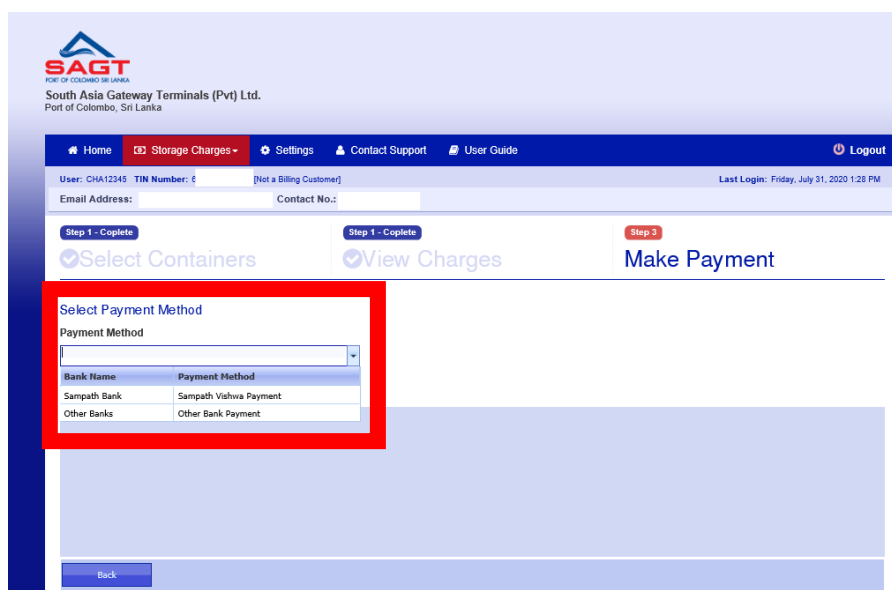 SAGT
PORT OF COLOMBO SRI LANKA
South Asia Gateway Terminals (Pvt) Ltd.
Port of Colombo, Sri Lanka
Home Storage Charges Settings Contact Support User Guide Logout
User: CHA12345 TIN Number: 6 [Not a Billing Customer] Last Login: Friday, July 31, 2020 1:28 PM
Email Address: Contact No.:
Step 1 - Coplete Step 1 - Coplete Step 3
Select Containers View Charges Make Payment
Select Payment Method
Payment Method
Bank Name Payment Method
Sampath Bank Sampath Vishwa Payment
Other Banks Other Bank Payment
Back